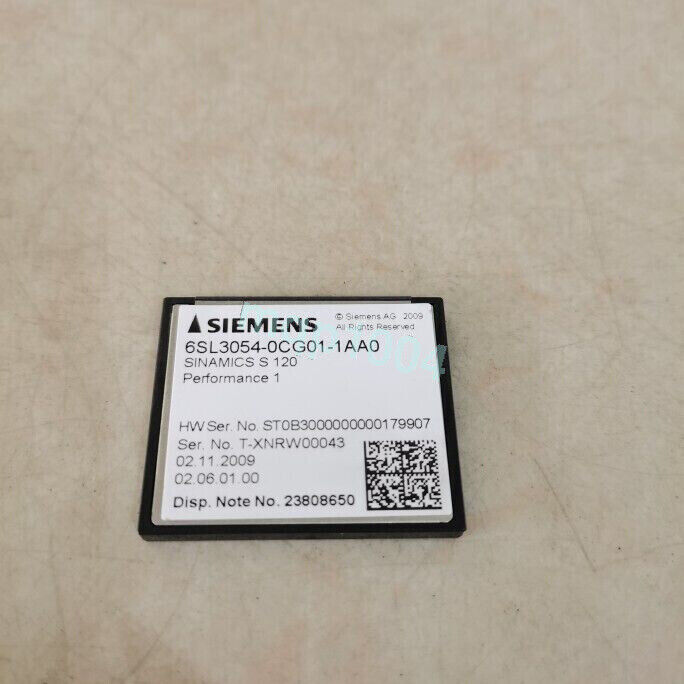 SIEMENS
© Siemens AG 2009
All Rights Reserved
6SL3054-0CG01-1AA0
SINAMICS S 120
Performance 1
HW Ser. No. ST0B3000000000179907
Ser. No. T-XNRW00043
02.11.2009
02.06.01.00
Disp. Note No. 23808650